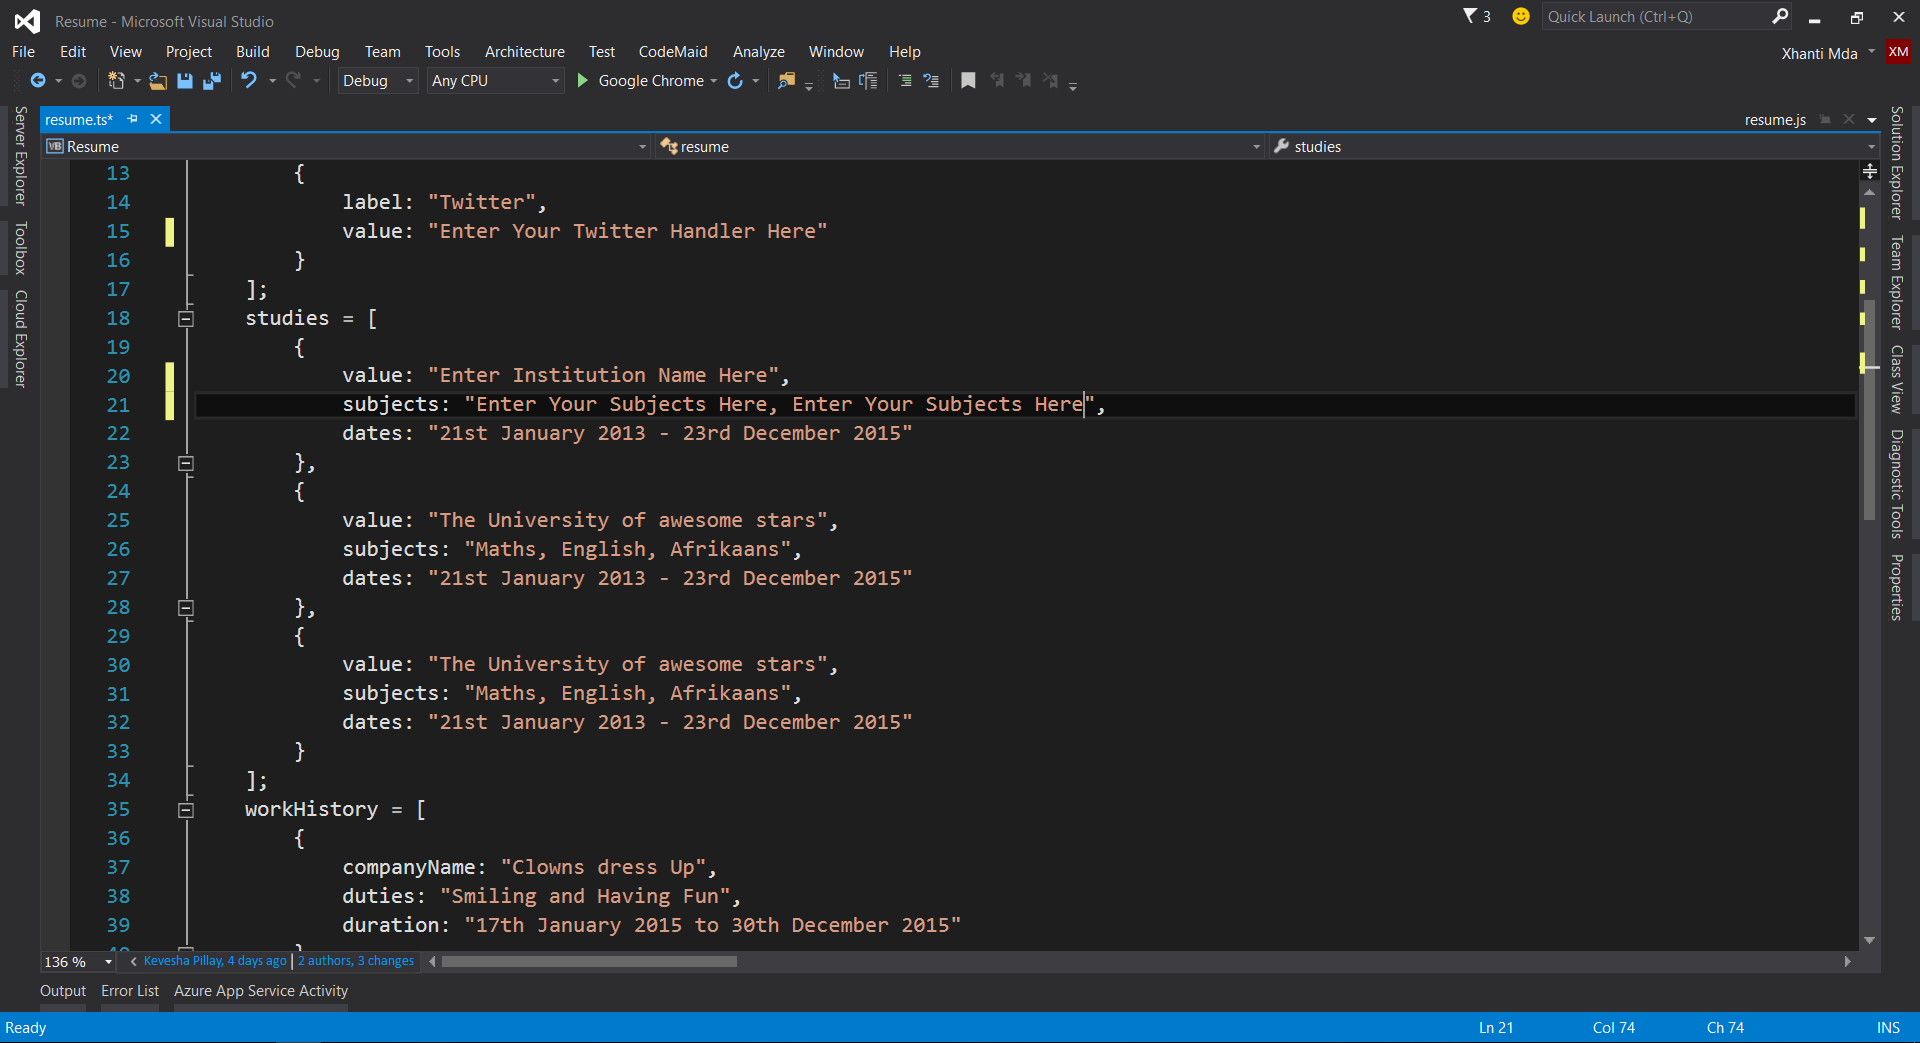 Resume - Microsoft Visual Studio
3
Quick Launch (Ctrl+Q)
File Edit View Project Build Debug Team Tools Architecture Test CodeMaid Analyze Window Help
Xhanti Mda XM
Debug Any CPU Google Chrome
resume.ts*
resume.js
VB Resume
resume
studies
Server Explorer
Toolbox
Cloud Explorer
13 {
14 label: "Twitter",
15 value: "Enter Your Twitter Handler Here"
16 }
17 ];
18 studies = [
19 {
20 value: "Enter Institution Name Here",
21 subjects: "Enter Your Subjects Here, Enter Your Subjects Here",
22 dates: "21st January 2013 - 23rd December 2015"
23 },
24 {
25 value: "The University of awesome stars",
26 subjects: "Maths, English, Afrikaans",
27 dates: "21st January 2013 - 23rd December 2015"
28 },
29 {
30 value: "The University of awesome stars",
31 subjects: "Maths, English, Afrikaans",
32 dates: "21st January 2013 - 23rd December 2015"
33 }
34 ];
35 workHistory = [
36 {
37 companyName: "Clowns dress Up",
38 duties: "Smiling and Having Fun",
39 duration: "17th January 2015 to 30th December 2015"
Solution Explorer
Team Explorer
Class View
Diagnostic Tools
Properties
136 %
Kevesha Pillay, 4 days ago | 2 authors, 3 changes
Output Error List Azure App Service Activity
Ready
Ln 21 Col 74 Ch 74 INS